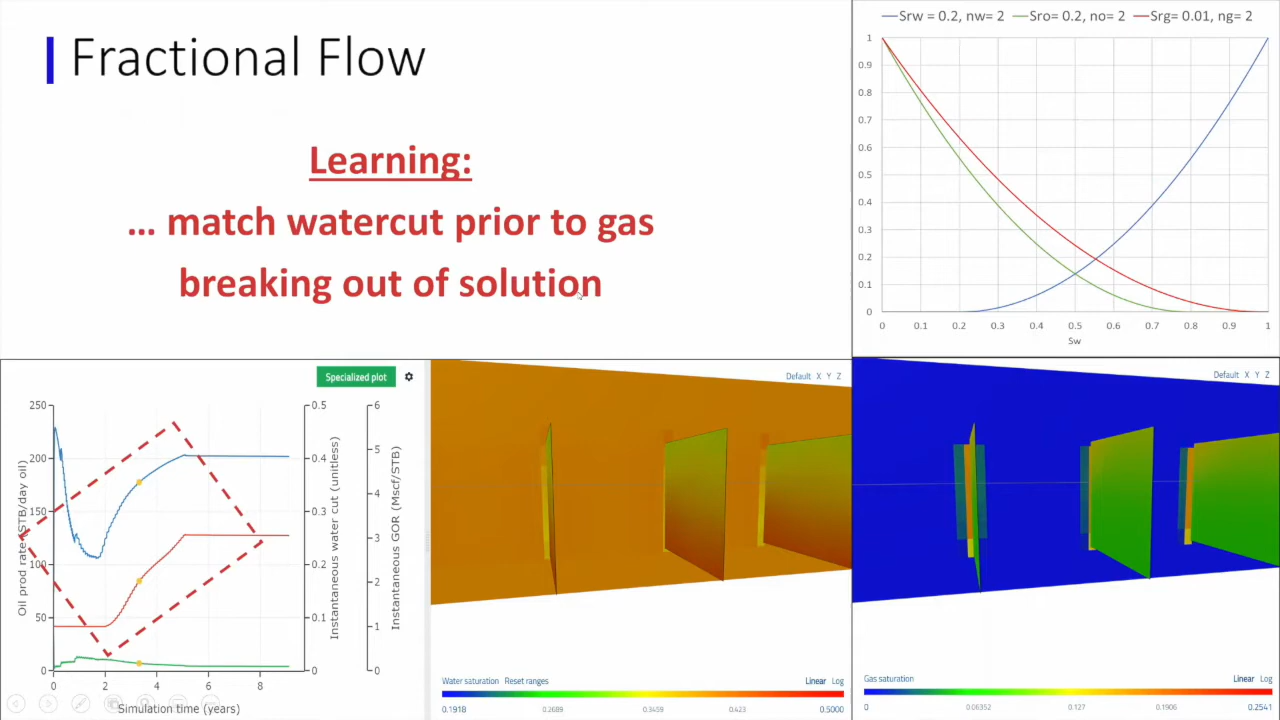 Fractional Flow
Learning:
... match watercut prior to gas
breaking out of solution
Srw = 0.2, nw= 2 Sro= 0.2, no= 2 Srg= 0.01, ng= 2
1
0.9
0.8
0.7
0.6
0.5
0.4
0.3
0.2
0.1
0
0 0.1 0.2 0.3 0.4 0.5 0.6 0.7 0.8 0.9 1
Sw
Specialized plot
250
200
150
100
50
0
Oil prod rate (STB/day oil)
0.5
0.4
0.3
0.2
0.1
0
Instantaneous water cut (unitless)
6
5
4
3
2
1
0
Instantaneous GOR (Mscf/STB)
0 2 4 6 8
Simulation time (years)
Default X Y Z
Water saturation Reset ranges Linear Log
0.1918 0.2689 0.3459 0.423 0.5000
Default X Y Z
Gas saturation Linear Log
0 0.06352 0.127 0.1906 0.2541